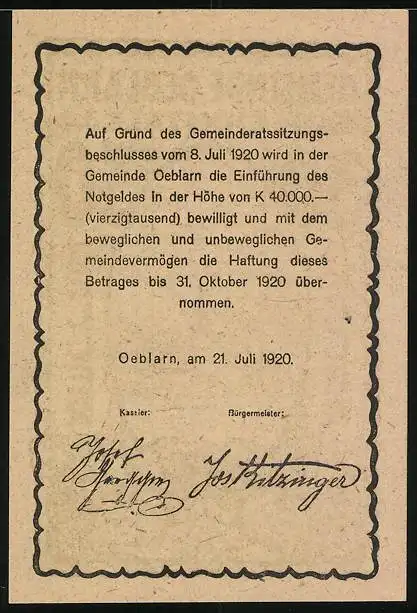 Auf Grund des Gemeinderatssitzungs-
beschlusses vom 8. Juli 1920 wird in der
Gemeinde Oeblarn die Einführung des
Notgeldes in der Höhe von K 40.000.—
(vierzigtausend) bewilligt und mit dem
beweglichen und unbeweglichen Ge-
meindevermögen die Haftung dieses
Betrages bis 31. Oktober 1920 über-
nommen.
Oeblarn, am 21. Juli 1920.
Kassier: Bürgermeister:
Josef
Jos Kitzinger